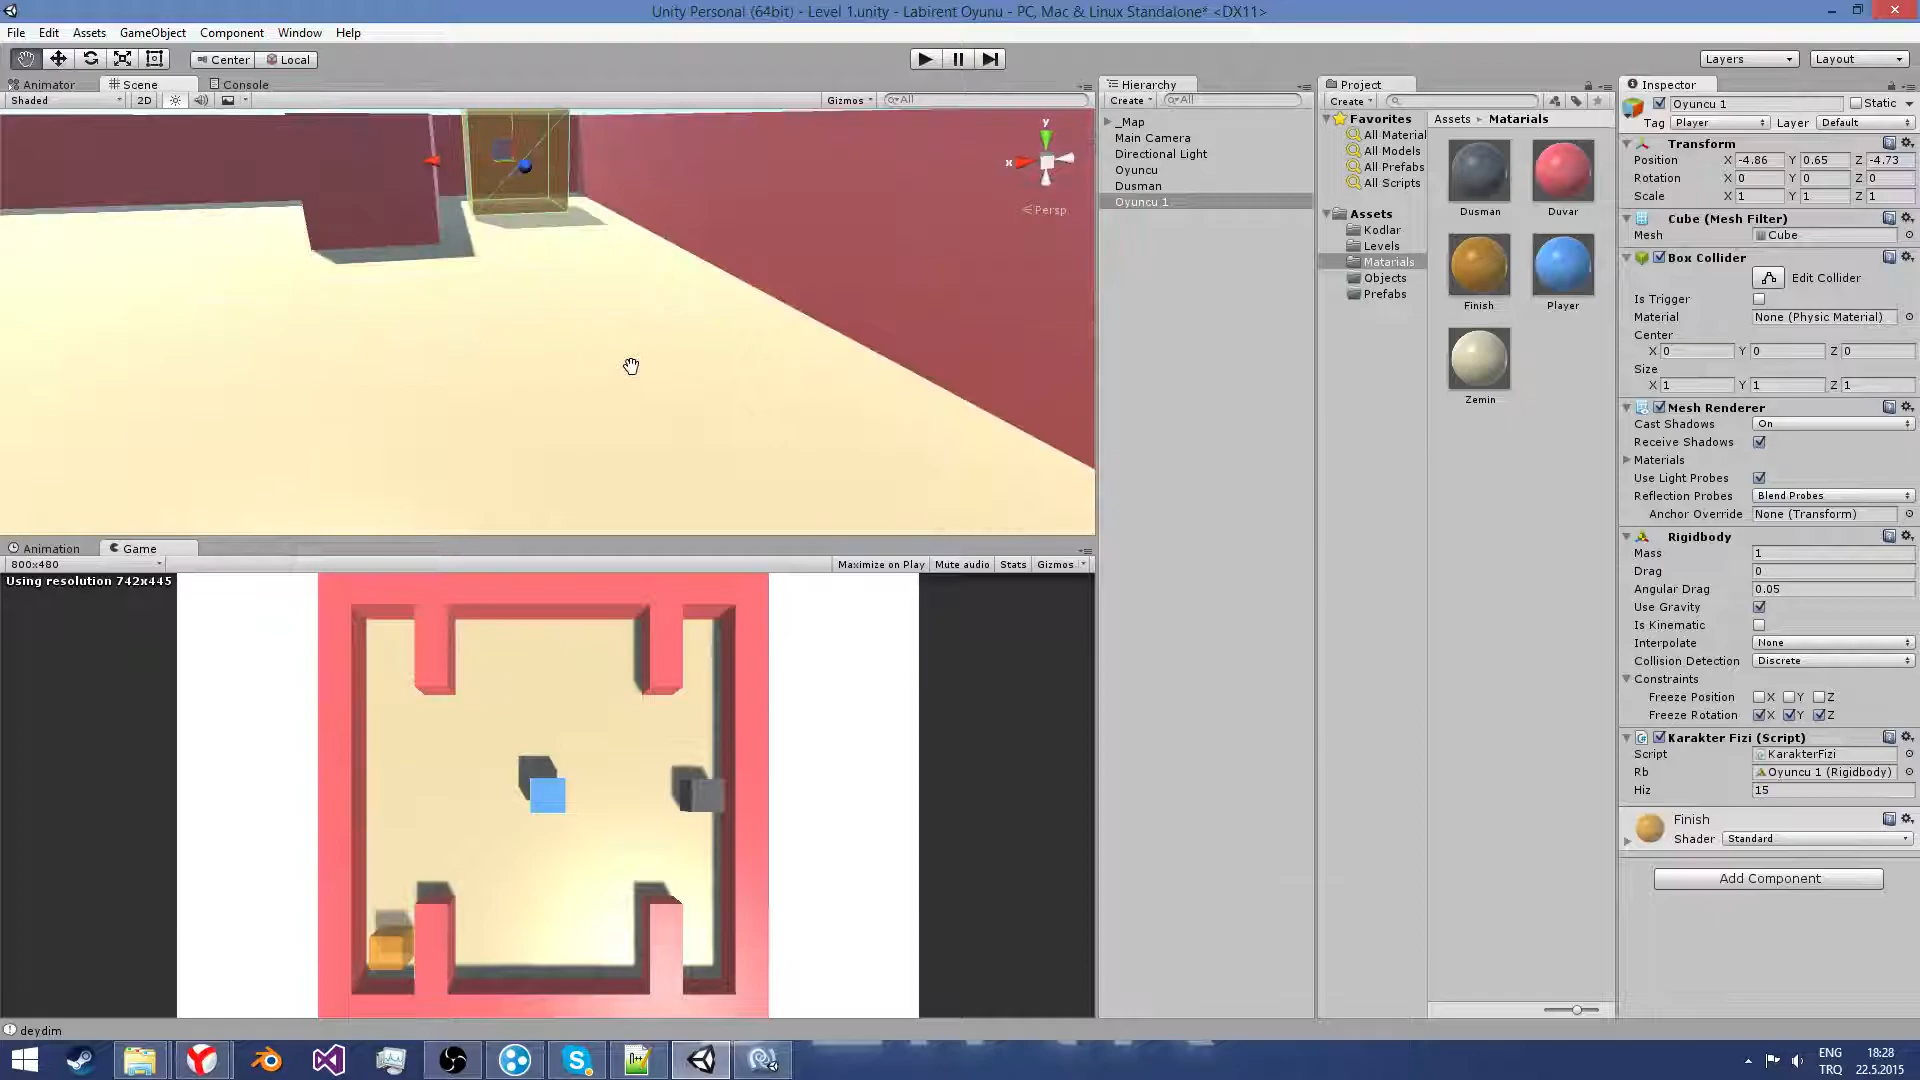 Unity Personal (64bit) - Level 1.unity - Labirent Oyunu - PC, Mac & Linux Standalone* <DX11>
File Edit Assets GameObject Component Window Help
Center Local
Layers Layout
Animator Scene Console
Shaded 2D Gizmos All
x y
Persp
Animation Game
800x480 Maximize on Play Mute audio Stats Gizmos
Using resolution 742x445
Hierarchy
Create All
_Map
Main Camera
Directional Light
Oyuncu
Dusman
Oyuncu 1
Project
Create
Favorites
All Material
All Models
All Prefabs
All Scripts
Assets
Kodlar
Levels
Matarials
Objects
Prefabs
Assets Matarials
Dusman Duvar
Finish Player
Zemin
Inspector
Oyuncu 1 Static
Tag Player Layer Default
Transform
Position X -4.86 Y 0.65 Z -4.73
Rotation X 0 Y 0 Z 0
Scale X 1 Y 1 Z 1
Cube (Mesh Filter)
Mesh Cube
Box Collider
Edit Collider
Is Trigger
Material None (Physic Material)
Center
X 0 Y 0 Z 0
Size
X 1 Y 1 Z 1
Mesh Renderer
Cast Shadows On
Receive Shadows
Materials
Use Light Probes
Reflection Probes Blend Probes
Anchor Override None (Transform)
Rigidbody
Mass 1
Drag 0
Angular Drag 0.05
Use Gravity
Is Kinematic
Interpolate None
Collision Detection Discrete
Constraints
Freeze Position X Y Z
Freeze Rotation X Y Z
Karakter Fizi (Script)
Script KarakterFizi
Rb Oyuncu 1 (Rigidbody)
Hiz 15
Finish
Shader Standard
Add Component
deydim
ENG 18:28
TRQ 22.5.2015